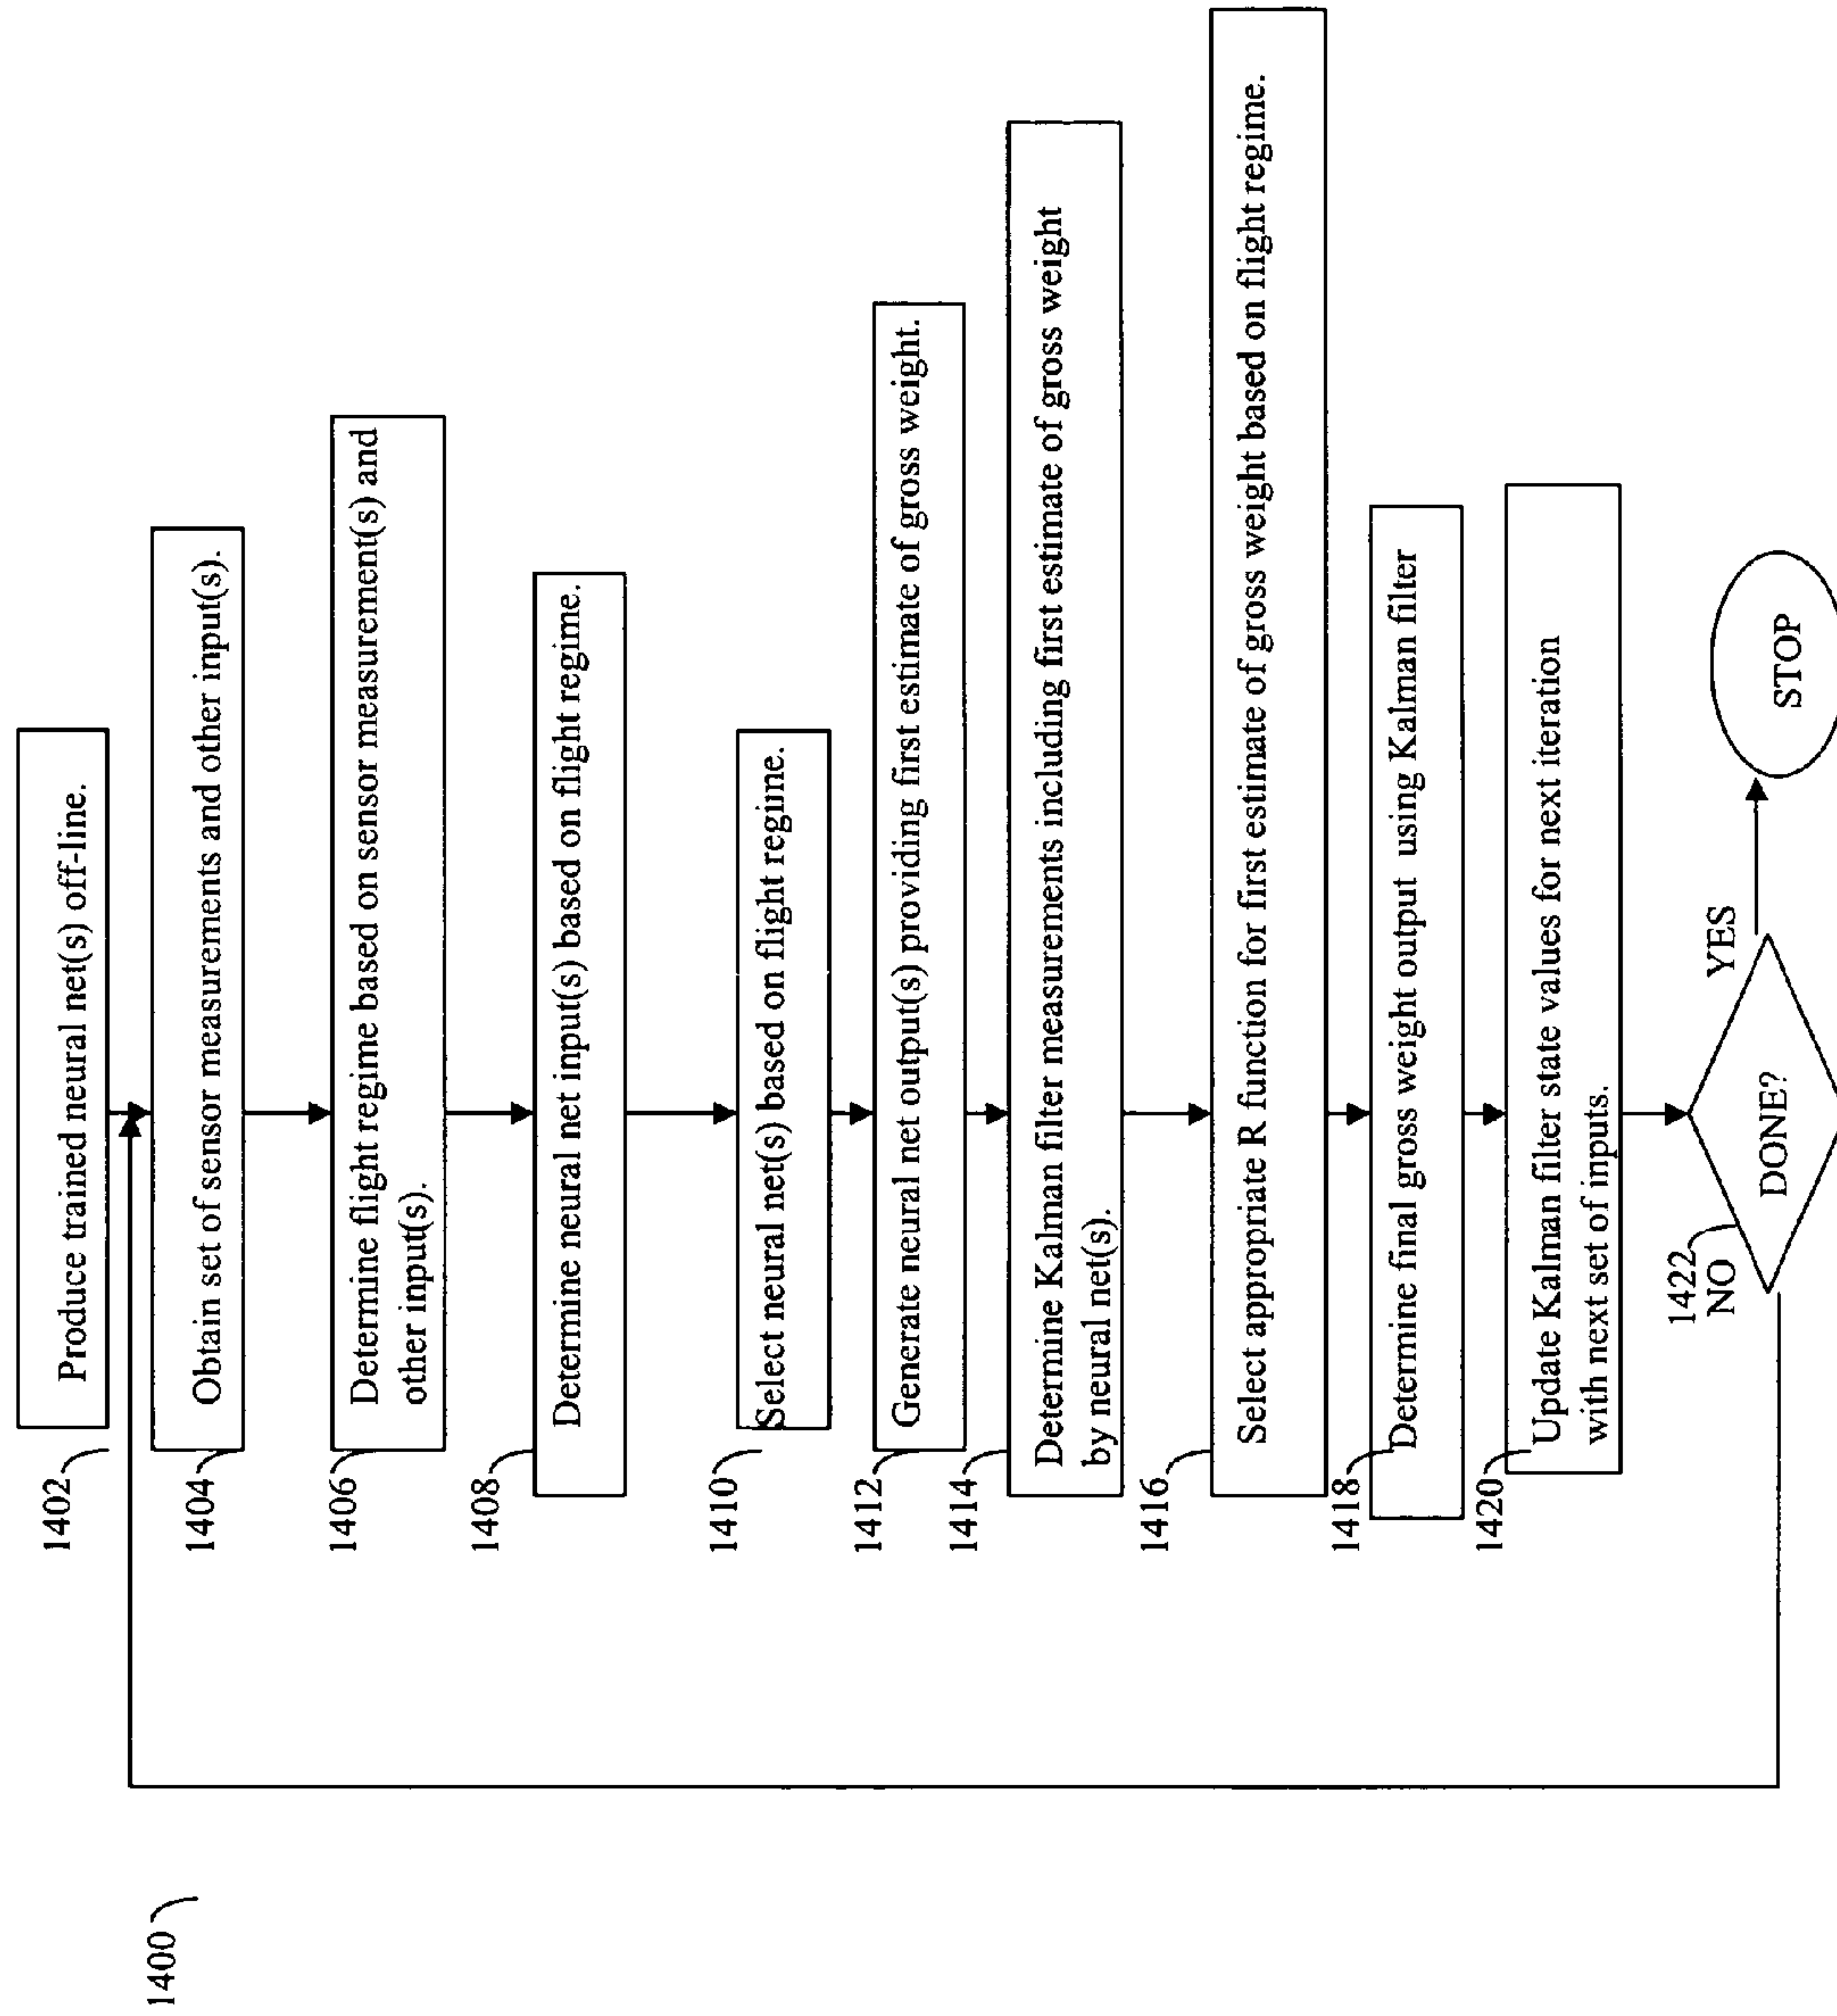 1400
1402
Produce trained neural net(s) off-line.
1404
Obtain set of sensor measurements and other input(s).
1406
Determine flight regime based on sensor measurement(s) and
other input(s).
1408
Determine neural net input(s) based on flight regime.
1410
Select neural net(s) based on flight regime.
1412
Generate neural net output(s) providing first estimate of gross weight.
1414
Determine Kalman filter measurements including first estimate of gross weight
by neural net(s).
1416
Select appropriate R function for first estimate of gross weight based on flight regime.
1418
Determine final gross weight output using Kalman filter
1420
Update Kalman filter state values for next iteration
with next set of inputs.
1422
NO
DONE?
YES
STOP